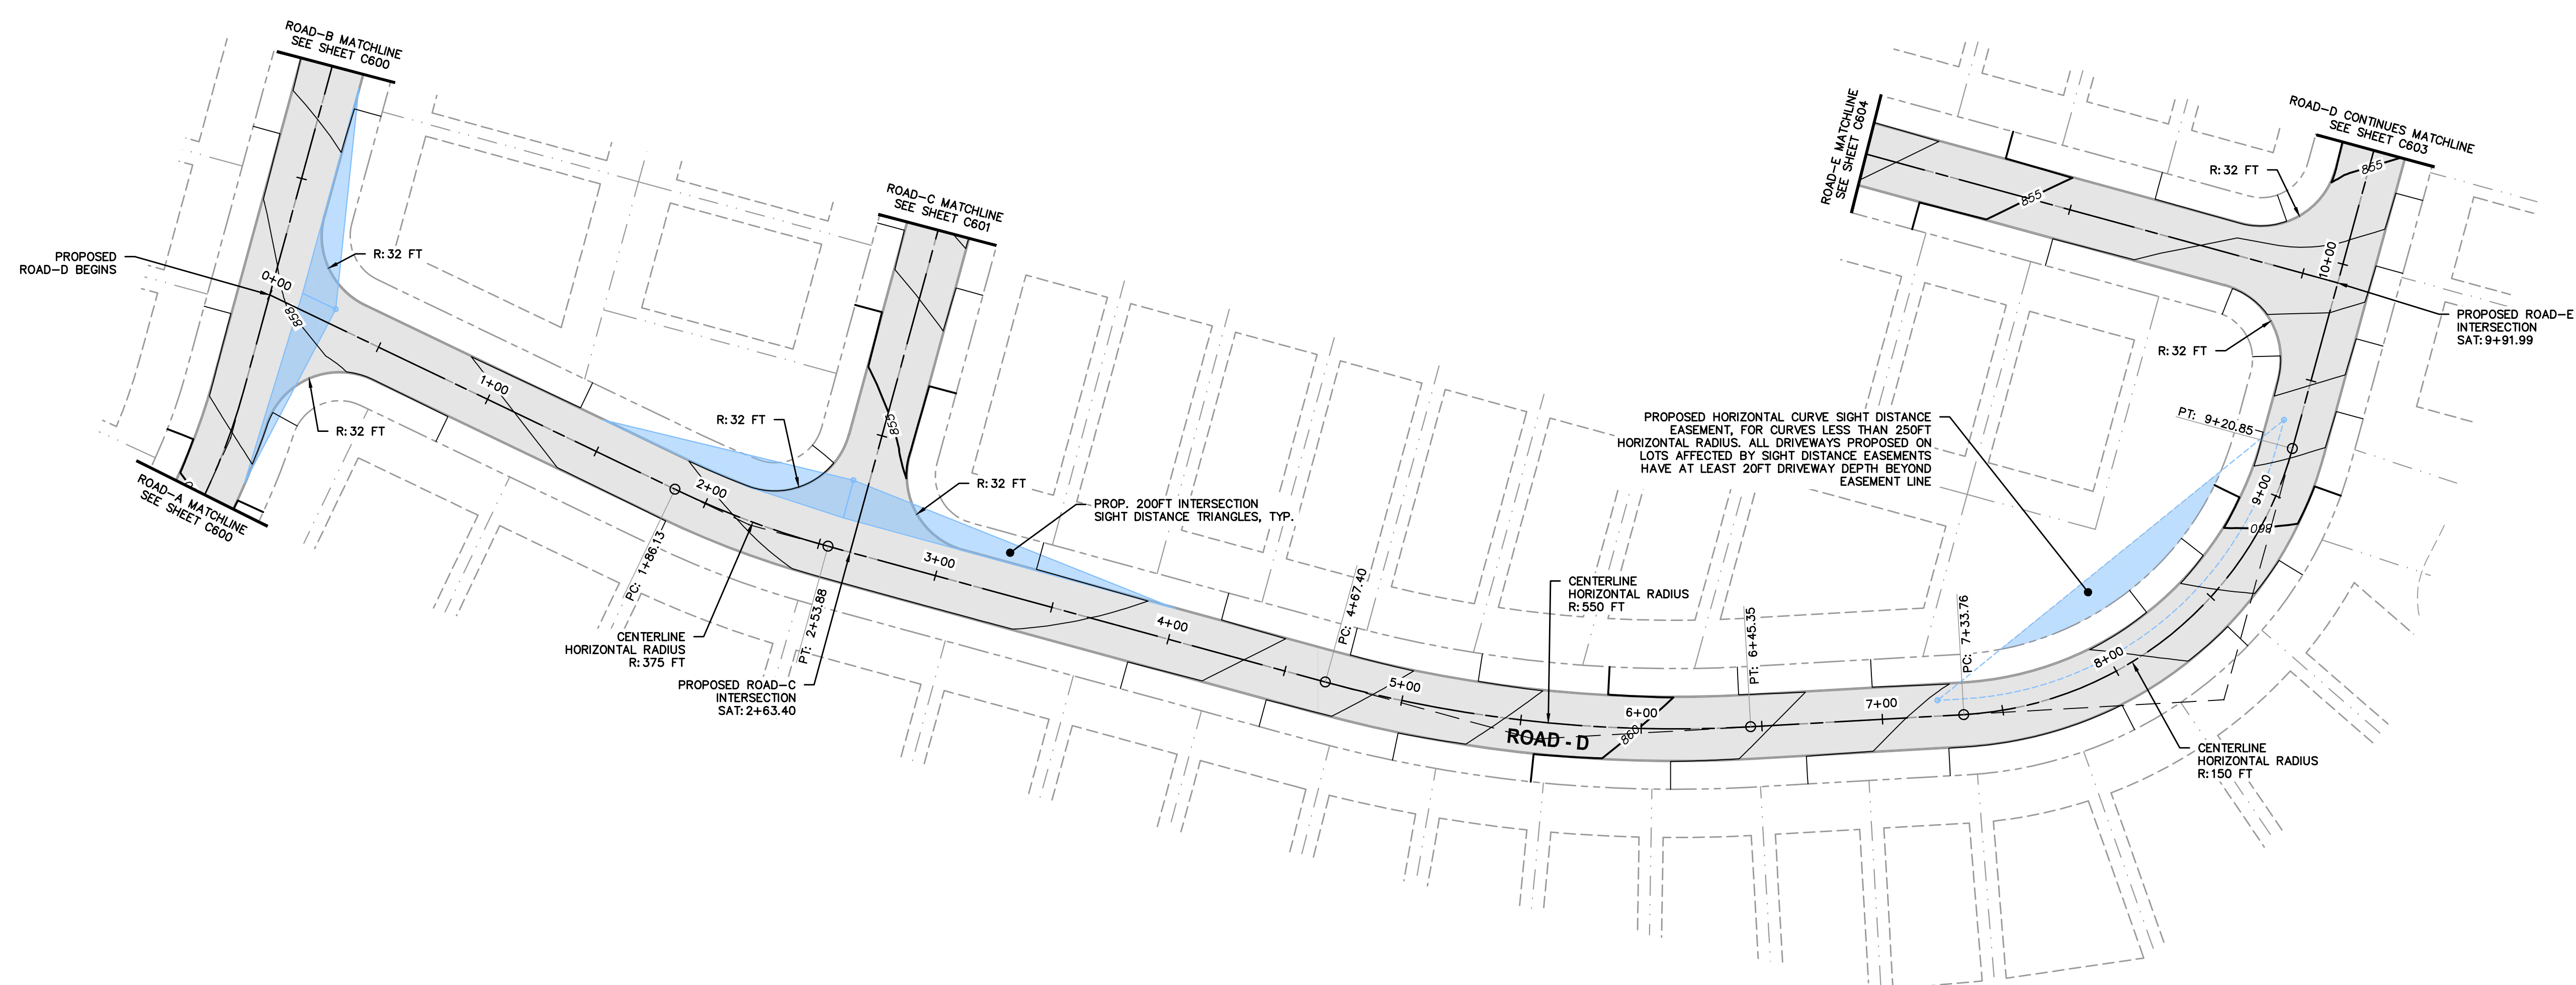 ROAD-B MATCHLINE
SEE SHEET C600
PROPOSED
ROAD-D BEGINS
0+00
858
R:32 FT
R:32 FT
ROAD-A MATCHLINE
SEE SHEET C600
1+00
ROAD-C MATCHLINE
SEE SHEET C601
855
R:32 FT
R:32 FT
PROP. 200FT INTERSECTION
SIGHT DISTANCE TRIANGLES, TYP.
2+00
PC: 1+86.13
CENTERLINE
HORIZONTAL RADIUS
R:375 FT
PT: 2+53.88
PROPOSED ROAD-C
INTERSECTION
SAT:2+63.40
3+00
4+00
PC: 4+67.40
5+00
CENTERLINE
HORIZONTAL RADIUS
R:550 FT
ROAD-D
6+00
860
PT: 6+45.35
7+00
PC: 7+33.76
8+00
CENTERLINE
HORIZONTAL RADIUS
R:150 FT
PROPOSED HORIZONTAL CURVE SIGHT DISTANCE
EASEMENT, FOR CURVES LESS THAN 250FT
HORIZONTAL RADIUS. ALL DRIVEWAYS PROPOSED ON
LOTS AFFECTED BY SIGHT DISTANCE EASEMENTS
HAVE AT LEAST 20FT DRIVEWAY DEPTH BEYOND
EASEMENT LINE
860
9+00
PT: 9+20.85
R:32 FT
R:32 FT
ROAD-E MATCHLINE
SEE SHEET C604
855
ROAD-D CONTINUES MATCHLINE
SEE SHEET C603
855
10+00
PROPOSED ROAD-E
INTERSECTION
SAT:9+91.99